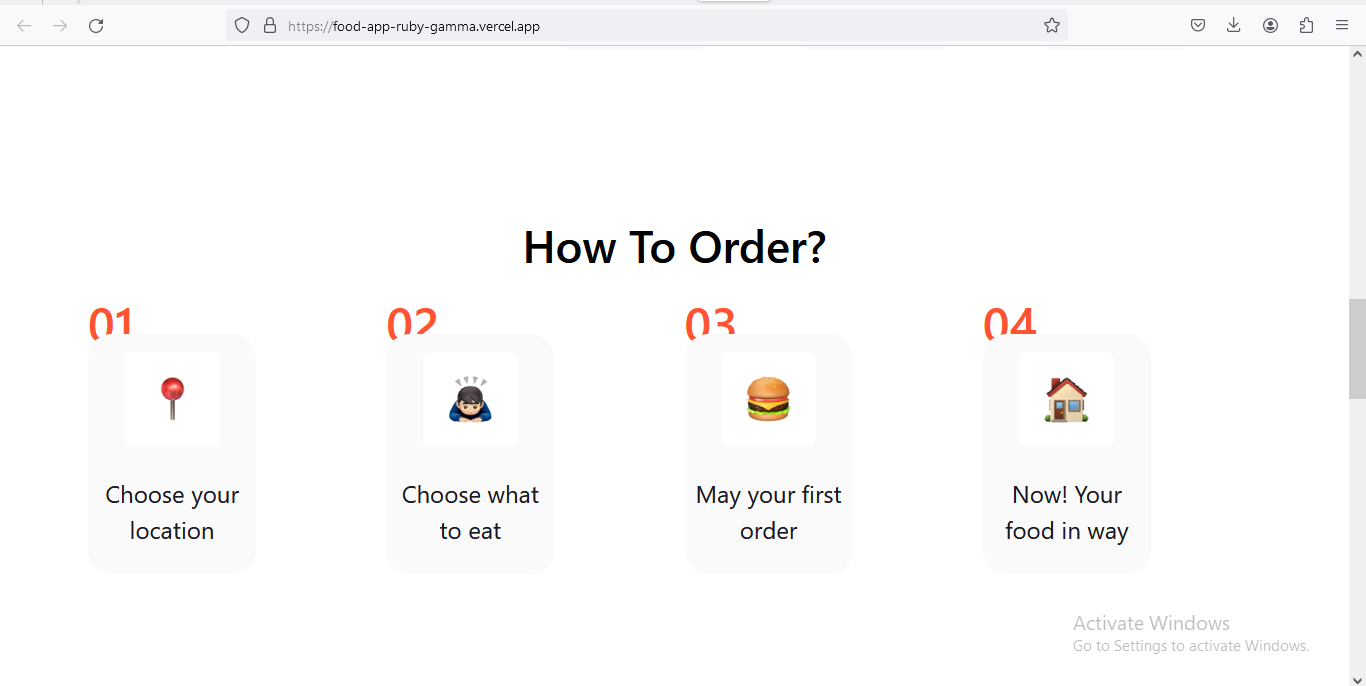 https://food-app-ruby-gamma.vercel.app
How To Order?
01
02
03
04
Choose your
location
Choose what
to eat
May your first
order
Now! Your
food in way
Activate Windows
Go to Settings to activate Windows.